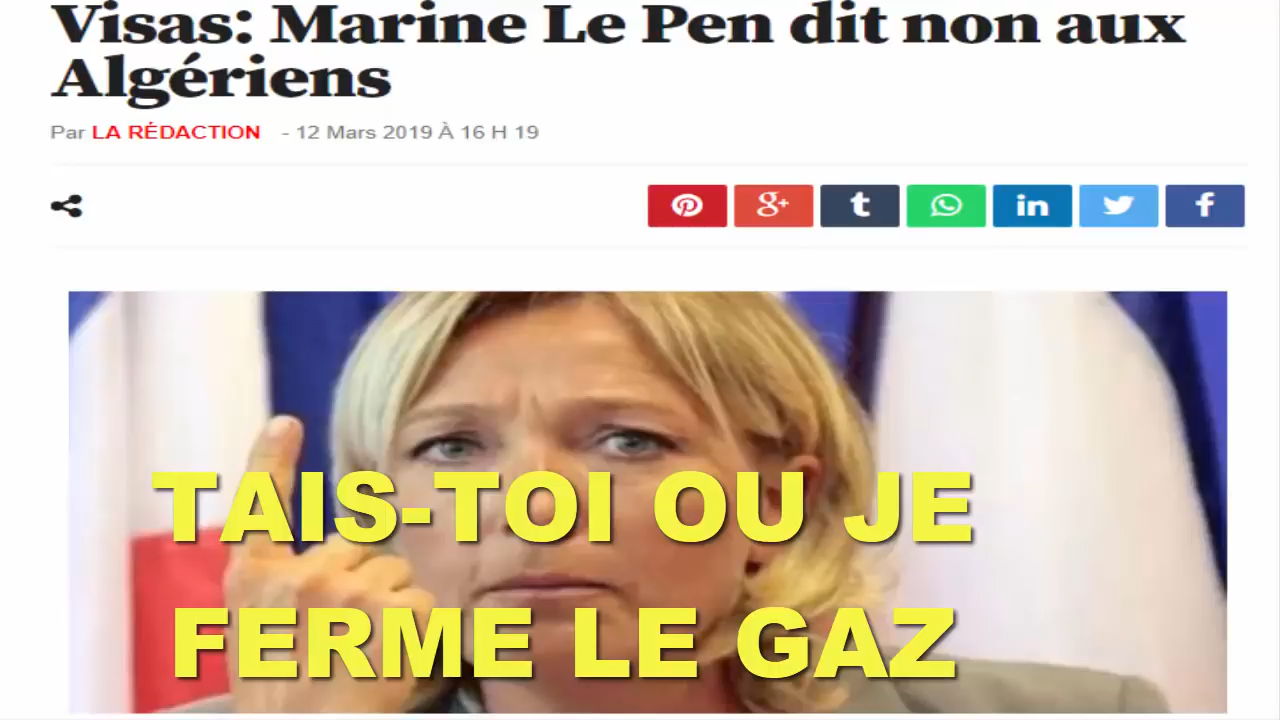 Visas: Marine Le Pen dit non aux
Algériens
Par LA RÉDACTION - 12 Mars 2019 À 16 H 19
g+ t in f
TAIS-TOI OU JE
FERME LE GAZ